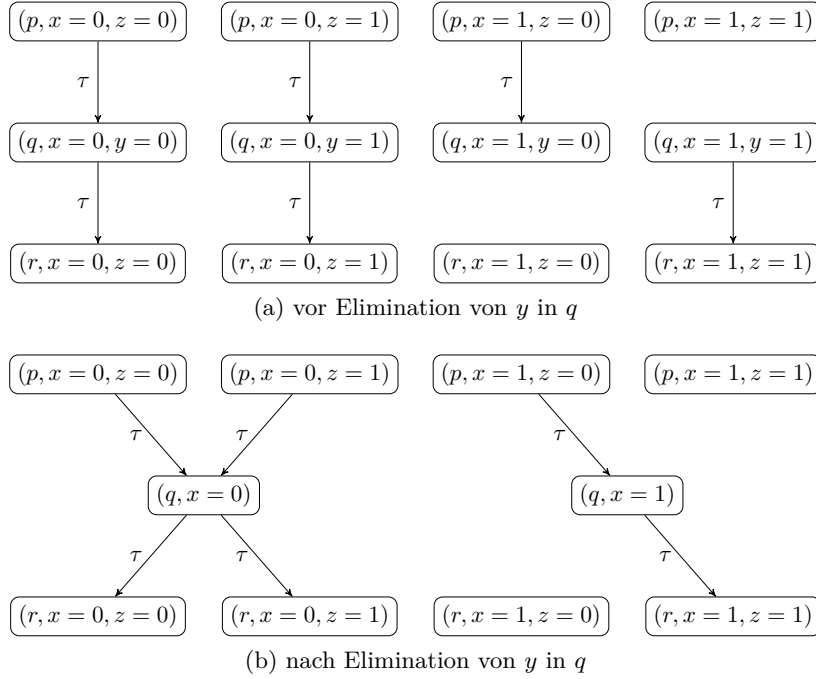 (p, x = 0, z = 0) (p, x = 0, z = 1) (p, x = 1, z = 0) (p, x = 1, z = 1)
τ τ τ
(q, x = 0, y = 0) (q, x = 0, y = 1) (q, x = 1, y = 0) (q, x = 1, y = 1)
τ τ τ
(r, x = 0, z = 0) (r, x = 0, z = 1) (r, x = 1, z = 0) (r, x = 1, z = 1)
(a) vor Elimination von y in q
(p, x = 0, z = 0) (p, x = 0, z = 1) (p, x = 1, z = 0) (p, x = 1, z = 1)
τ τ τ
(q, x = 0) (q, x = 1)
τ τ τ
(r, x = 0, z = 0) (r, x = 0, z = 1) (r, x = 1, z = 0) (r, x = 1, z = 1)
(b) nach Elimination von y in q